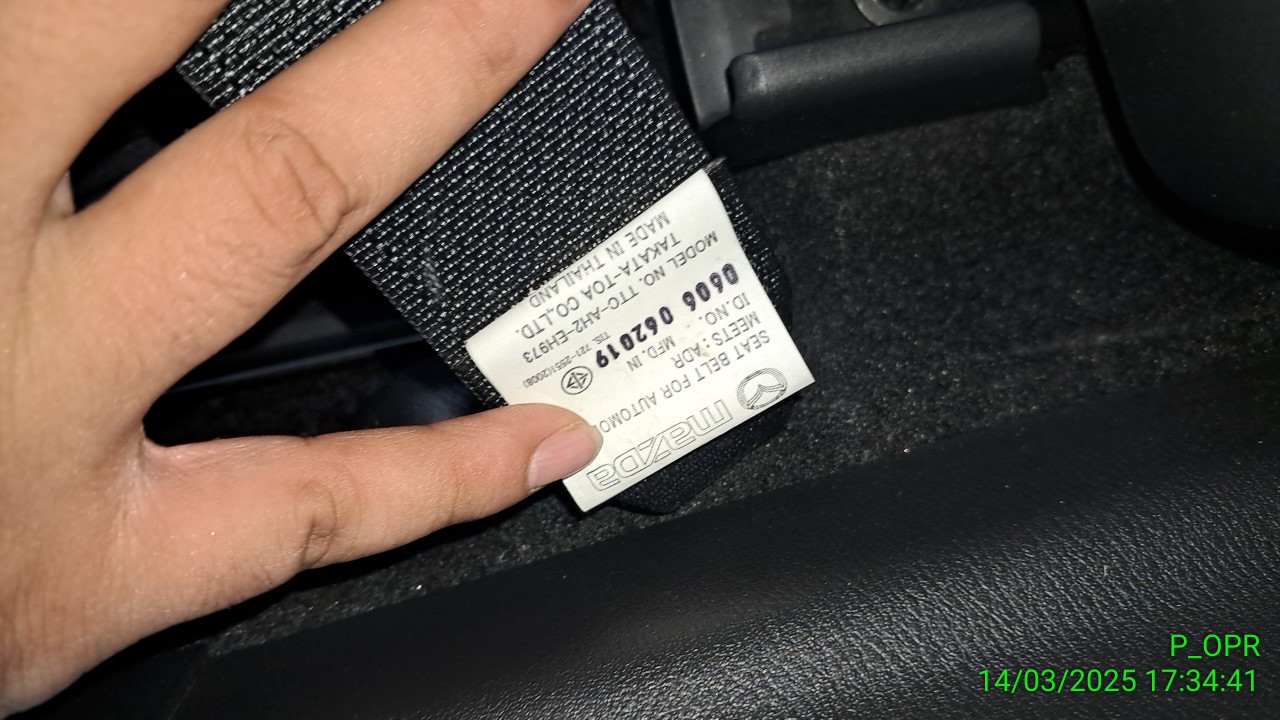 mazda
SEAT BELT FOR AUTOMO
MEETS : ADR MFD. IN
ID.NO.
0606 062019
TIS. 721-2551(2008)
MODEL NO. TTC-AH2-EH973
TAKATA-TOA CO.,LTD.
MADE IN THAILAND
P_OPR
14/03/2025 17:34:41